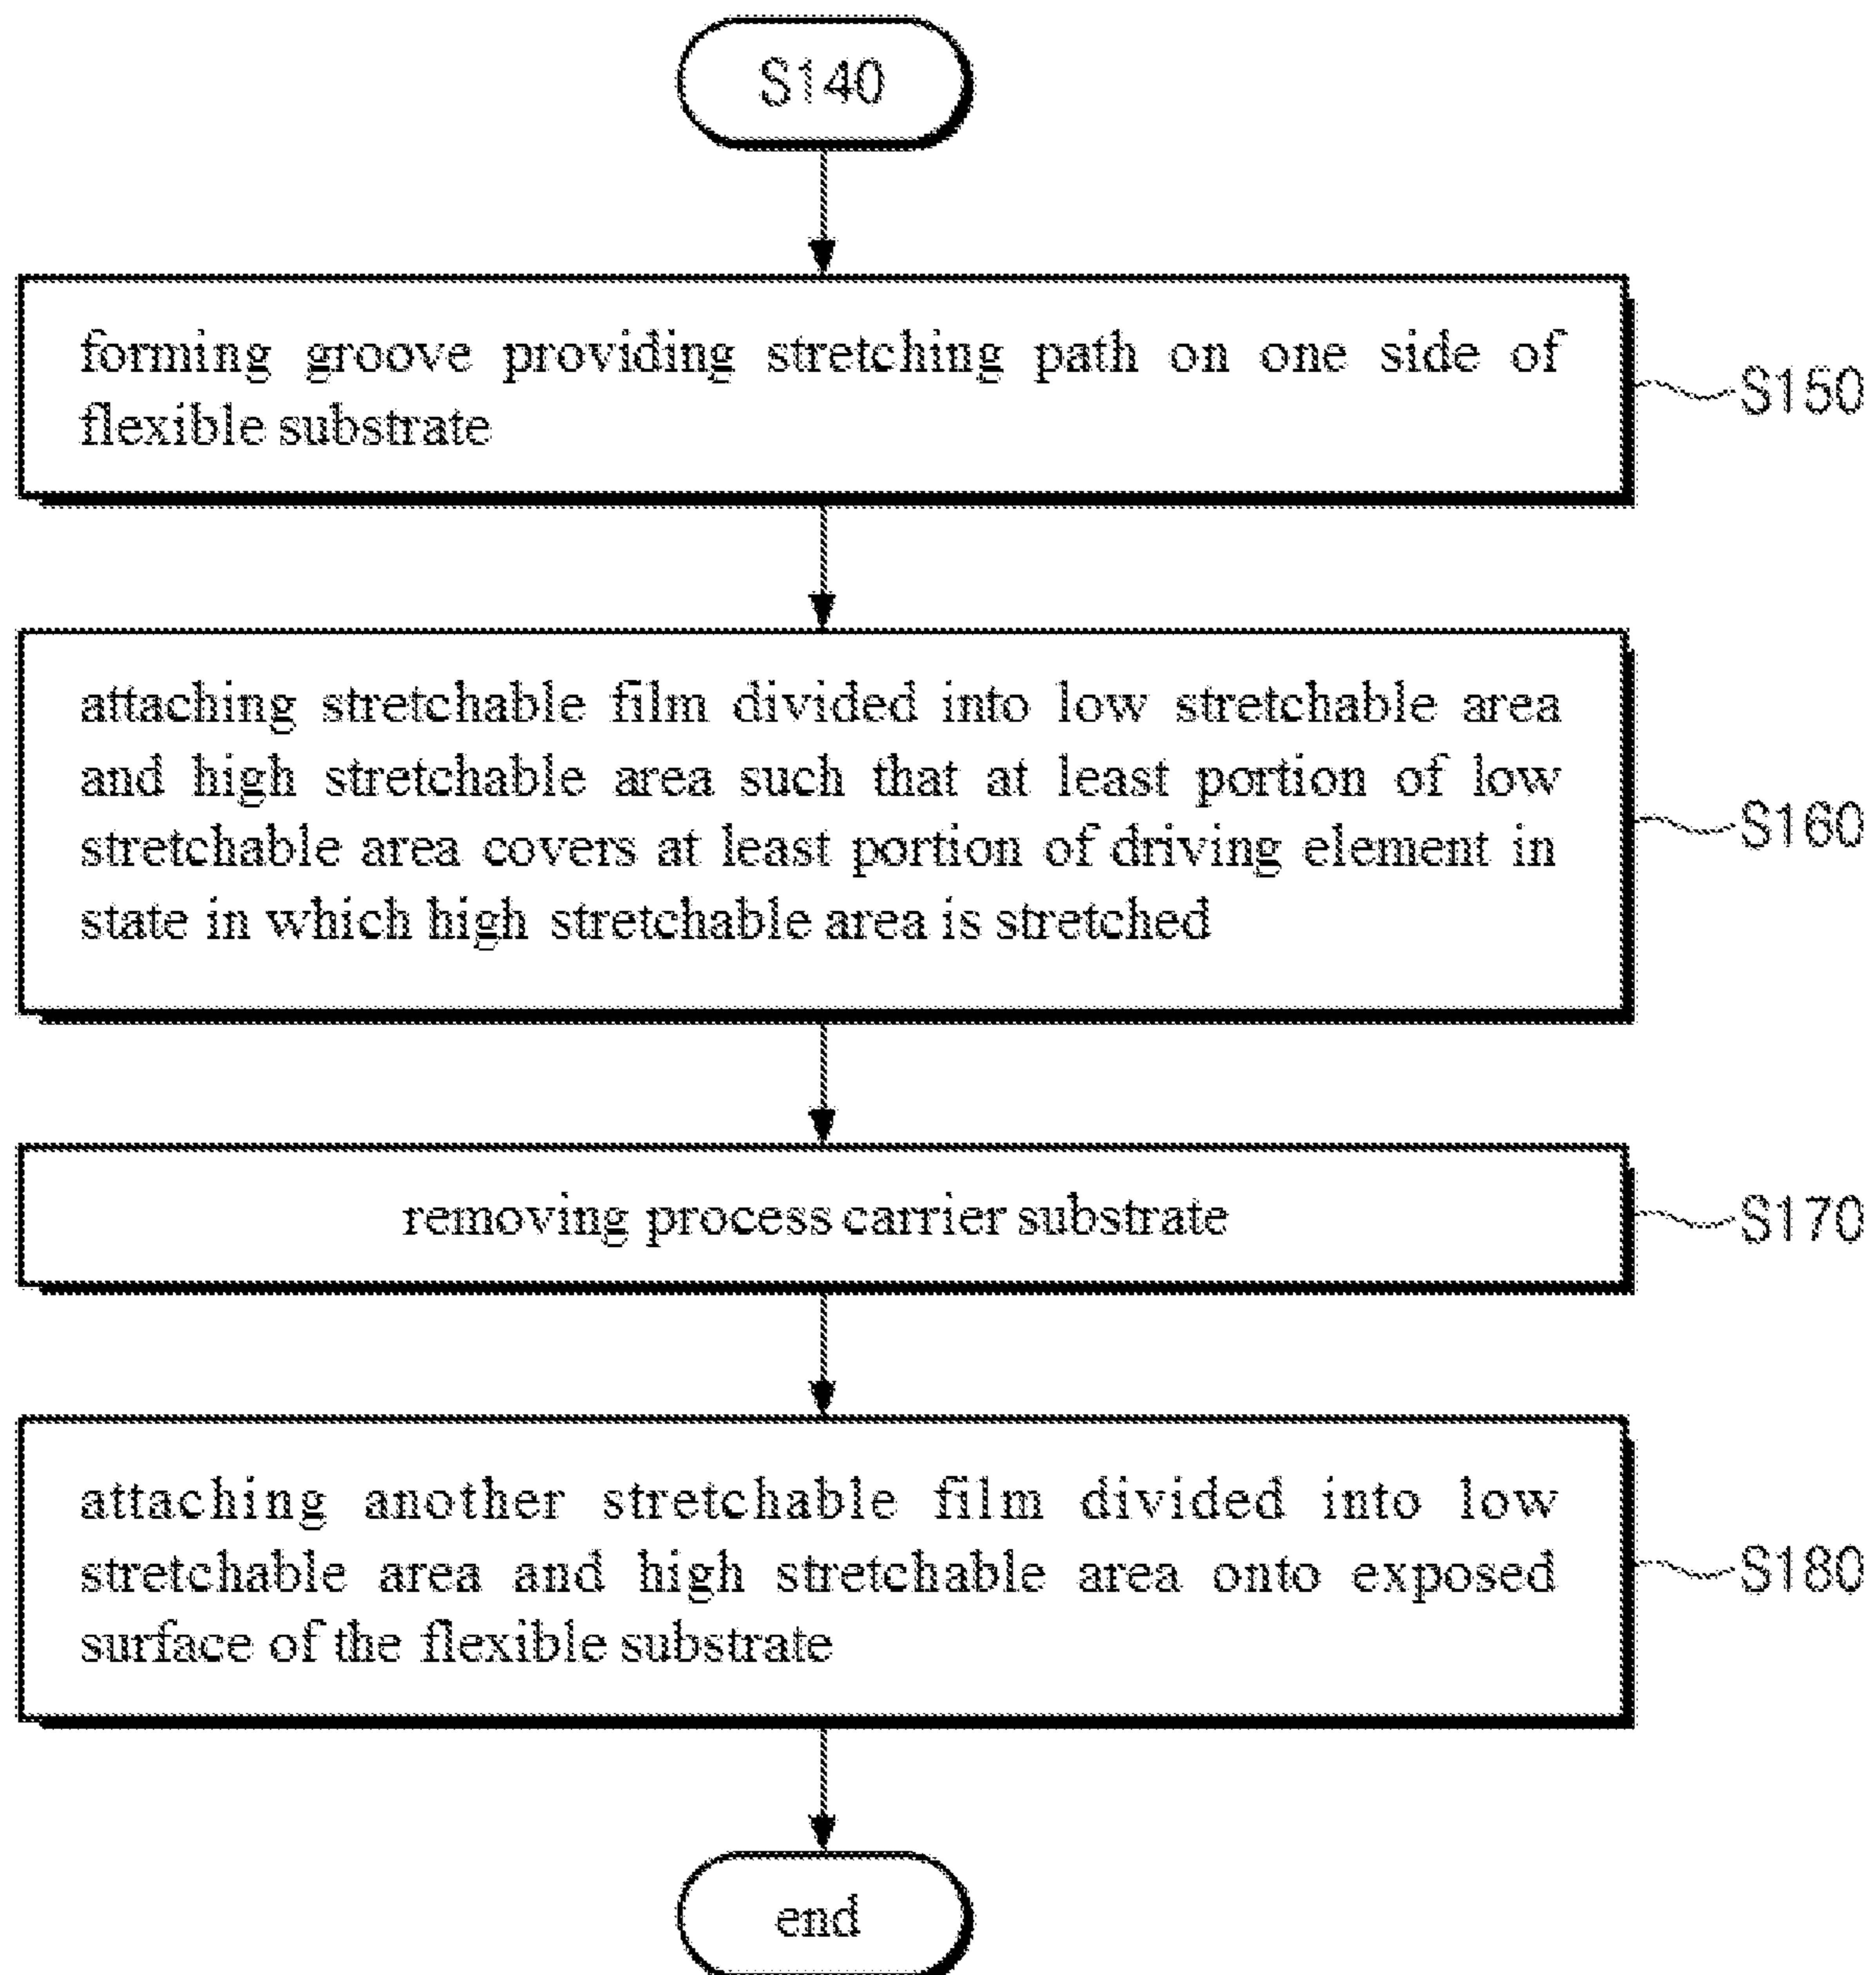 S140
forming groove providing stretching path on one side of
flexible substrate
S150
attaching stretchable film divided into low stretchable area
and high stretchable area such that at least portion of low
stretchable area covers at least portion of driving element in
state in which high stretchable area is stretched
S160
removing process carrier substrate
S170
attaching another stretchable film divided into low
stretchable area and high stretchable area onto exposed
surface of the flexible substrate
S180
end